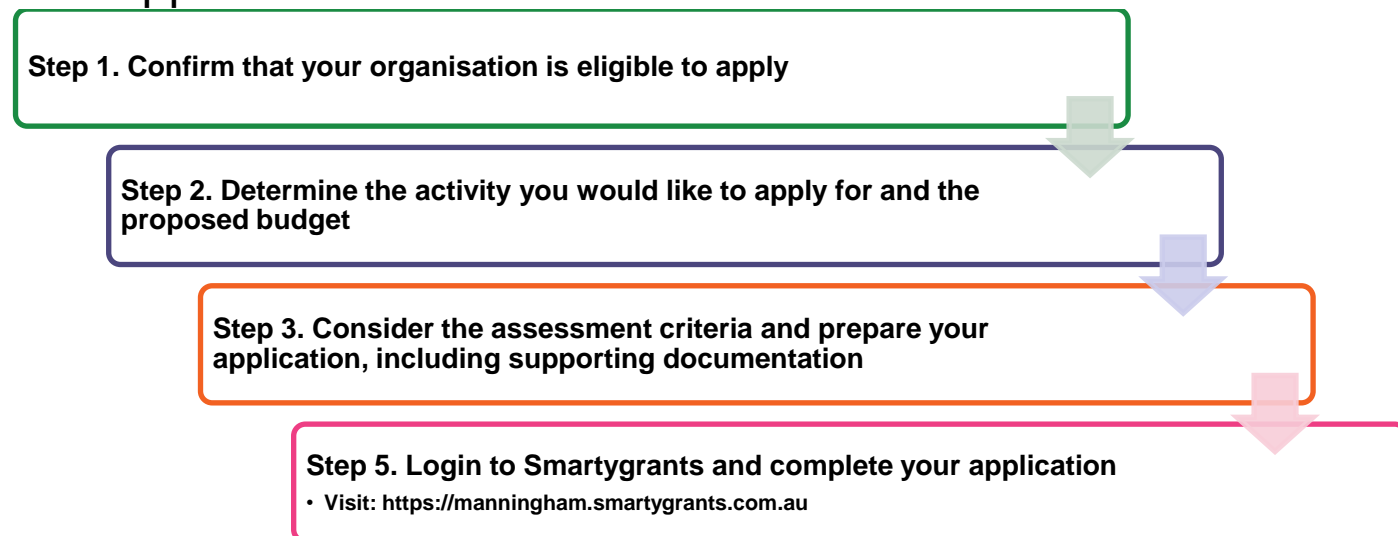 Step 1. Confirm that your organisation is eligible to apply
Step 2. Determine the activity you would like to apply for and the
proposed budget
Step 3. Consider the assessment criteria and prepare your
application, including supporting documentation
Step 5. Login to Smartygrants and complete your application
• Visit: https://manningham.smartygrants.com.au